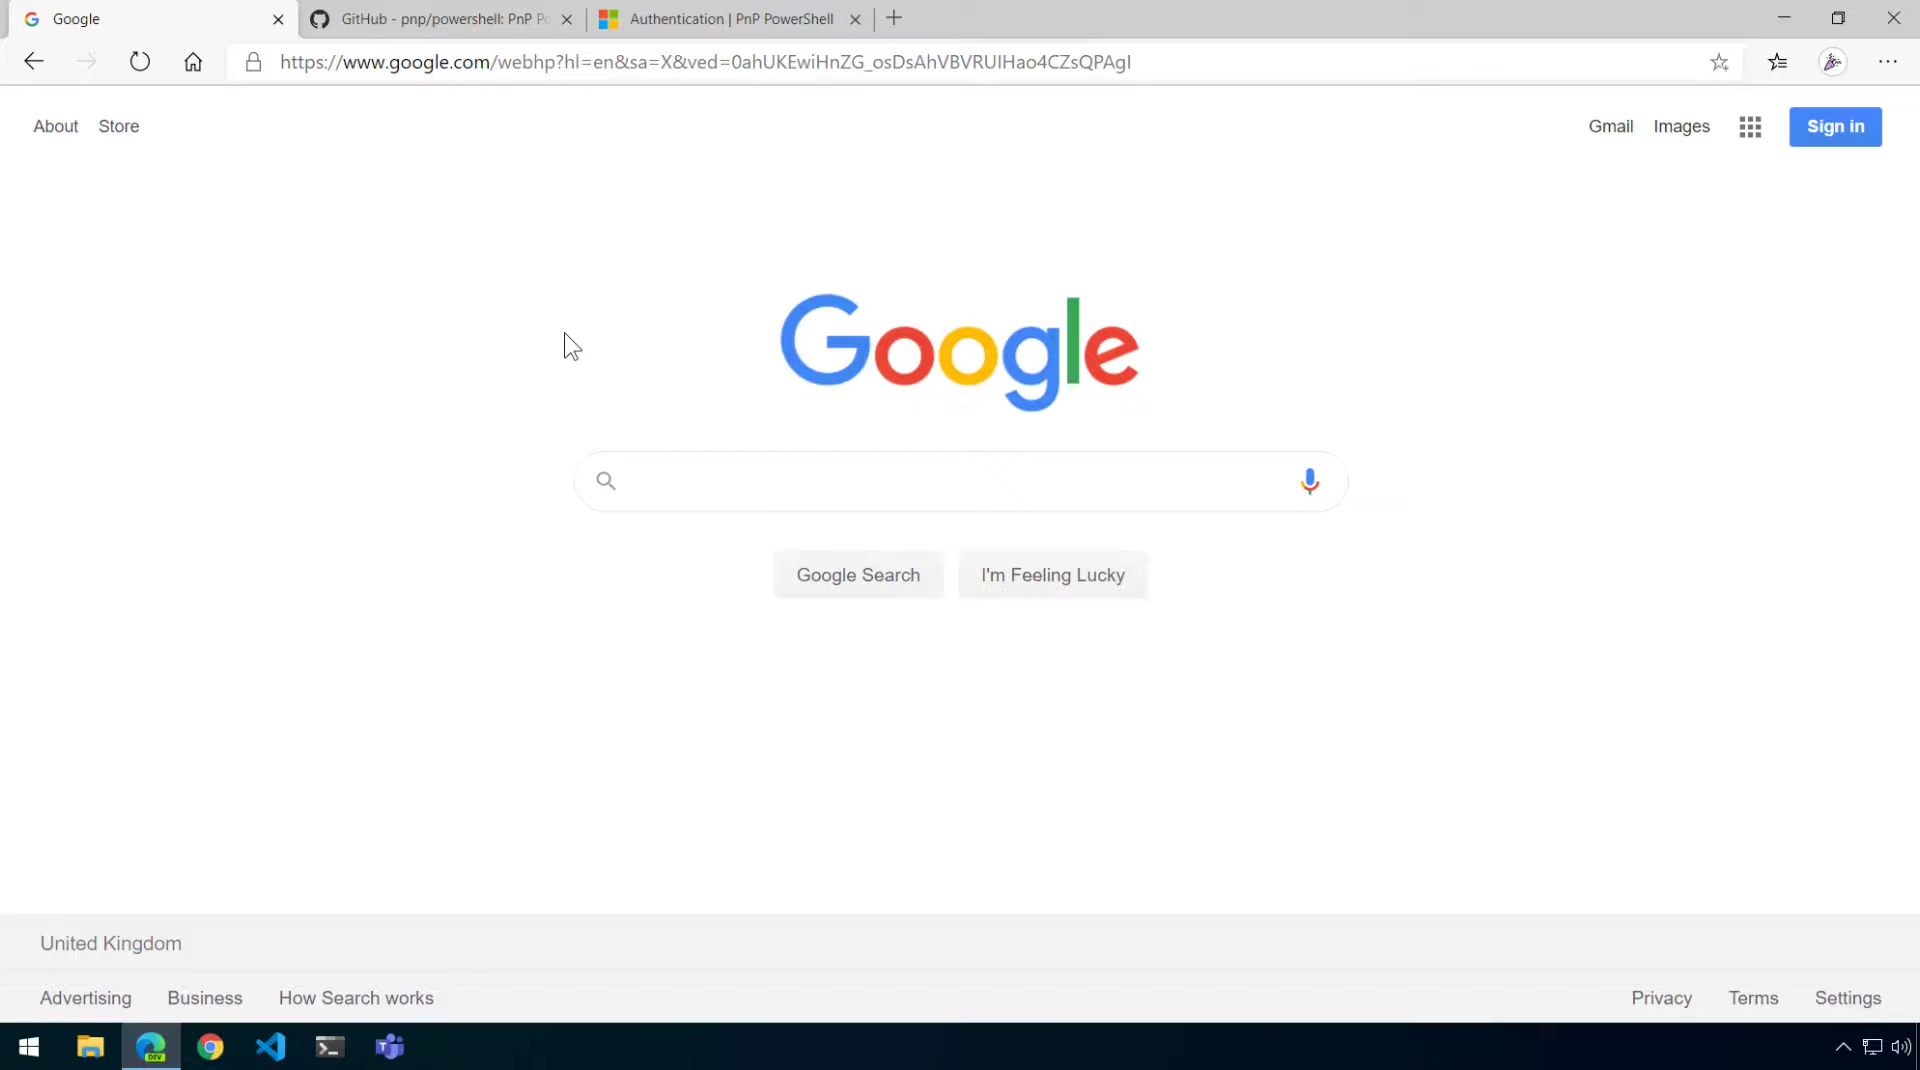 Google
GitHub - pnp/powershell: PnP Po
Authentication | PnP PowerShell
https://www.google.com/webhp?hl=en&sa=X&ved=0ahUKEwiHnZG_osDsAhVBVRUIHao4CZsQPAgI
About
Store
Gmail
Images
Sign in
Google
Google Search
I'm Feeling Lucky
United Kingdom
Advertising
Business
How Search works
Privacy
Terms
Settings
DEV